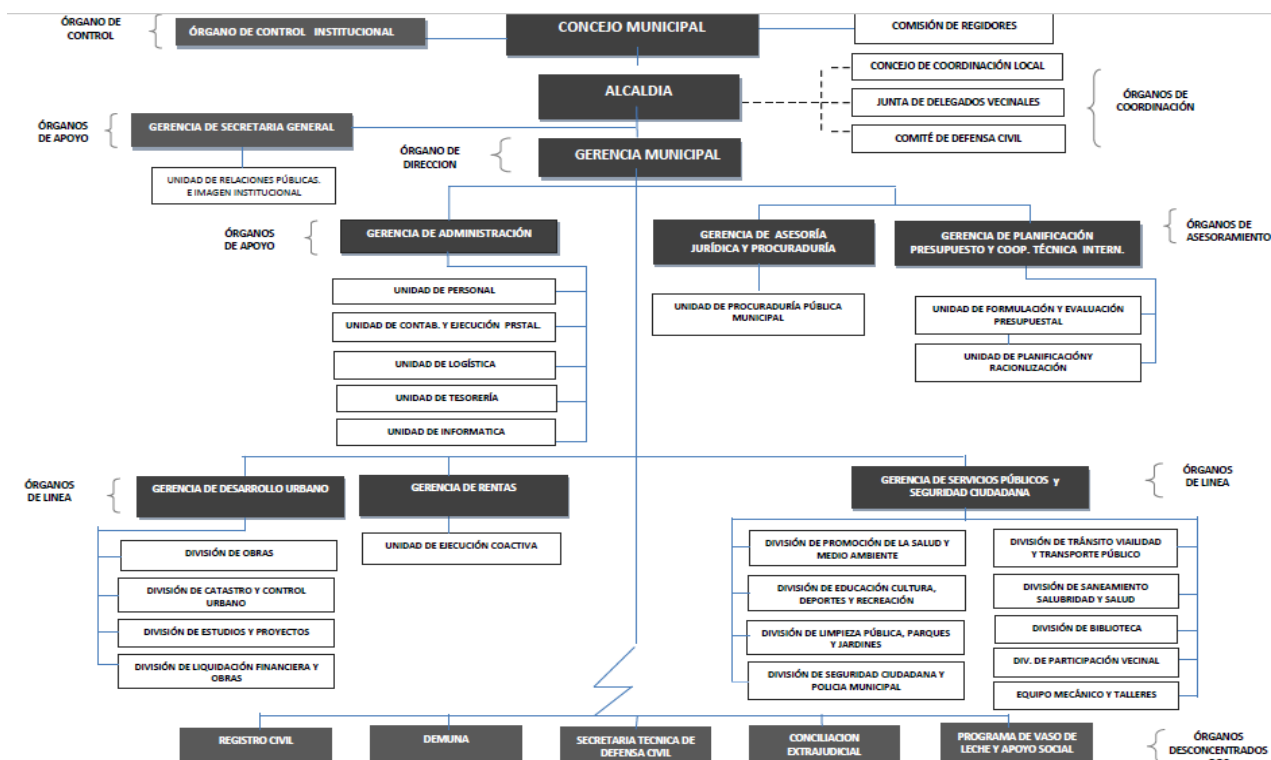 ÓRGANO DE
CONTROL
ÓRGANO DE CONTROL INSTITUCIONAL
CONCEJO MUNICIPAL
COMISIÓN DE REGIDORES
ALCALDIA
CONCEJO DE COORDINACIÓN LOCAL
JUNTA DE DELEGADOS VECINALES
COMITÉ DE DEFENSA CIVIL
ÓRGANOS DE
COORDINACIÓN
ÓRGANOS
DE APOYO
GERENCIA DE SECRETARIA GENERAL
UNIDAD DE RELACIONES PÚBLICAS.
E IMAGEN INSTITUCIONAL
ÓRGANO DE
DIRECCION
GERENCIA MUNICIPAL
ÓRGANOS
DE APOYO
GERENCIA DE ADMINISTRACIÓN
GERENCIA DE ASESORÍA
JURÍDICA Y PROCURADURÍA
GERENCIA DE PLANIFICACIÓN
PRESUPUESTO Y COOP. TÉCNICA INTERN.
ÓRGANOS DE
ASESORAMIENTO
UNIDAD DE PERSONAL
UNIDAD DE CONTAB. Y EJECUCIÓN PRSTAL.
UNIDAD DE LOGÍSTICA
UNIDAD DE TESORERÍA
UNIDAD DE INFORMATICA
UNIDAD DE PROCURADURÍA PÚBLICA
MUNICIPAL
UNIDAD DE FORMULACIÓN Y EVALUACIÓN
PRESUPUESTAL
UNIDAD DE PLANIFICACIÓNY
RACIONLIZACIÓN
ÓRGANOS
DE LINEA
GERENCIA DE DESARROLLO URBANO
GERENCIA DE RENTAS
GERENCIA DE SERVICIOS PÚBLICOS y
SEGURIDAD CIUDADANA
ÓRGANOS
DE LINEA
DIVISIÓN DE OBRAS
DIVISIÓN DE CATASTRO Y CONTROL
URBANO
DIVISIÓN DE ESTUDIOS Y PROYECTOS
DIVISIÓN DE LIQUIDACIÓN FINANCIERA Y
OBRAS
UNIDAD DE EJECUCIÓN COACTIVA
DIVISIÓN DE PROMOCIÓN DE LA SALUD Y
MEDIO AMBIENTE
DIVISIÓN DE EDUCACIÓN CULTURA,
DEPORTES Y RECREACIÓN
DIVISIÓN DE LIMPIEZA PÚBLICA, PARQUES
Y JARDINES
DIVISIÓN DE SEGURIDAD CIUDADANA Y
POLICIA MUNICIPAL
DIVISIÓN DE TRÁNSITO VIAILIDAD
Y TRANSPORTE PÚBLICO
DIVISIÓN DE SANEAMIENTO
SALUBRIDAD Y SALUD
DIVISIÓN DE BIBLIOTECA
DIV. DE PARTICIPACIÓN VECINAL
EQUIPO MECÁNICO Y TALLERES
REGISTRO CIVIL
DEMUNA
SECRETARIA TECNICA DE
DEFENSA CIVIL
CONCILIACION
EXTRAJUDICIAL
PROGRAMA DE VASO DE
LECHE Y APOYO SOCIAL
ÓRGANOS
DESCONCENTRADOS